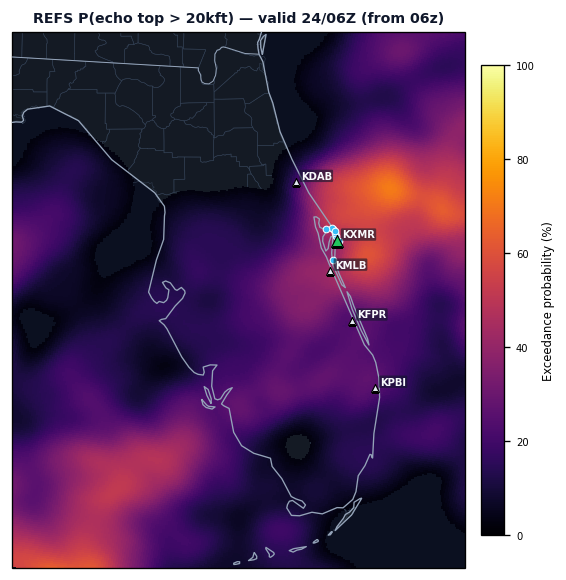 REFS P(echo top > 20kft) — valid 24/06Z (from 06z)
KDAB
KXMR
KMLB
KFPR
KPBI
100
80
60
40
20
0
Exceedance probability (%)